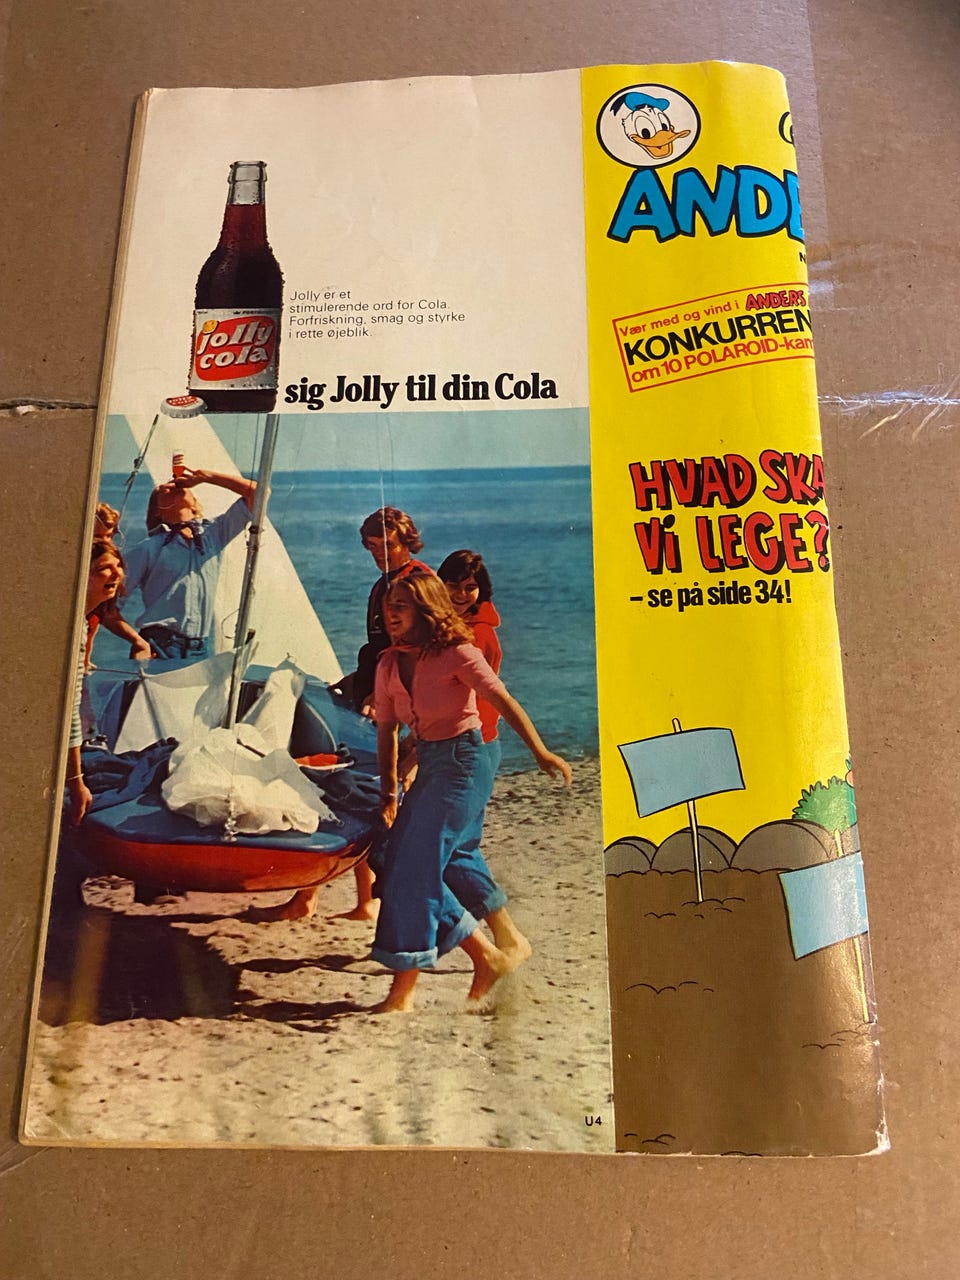 jolly
cola
Jolly er et
stimulerende ord for Cola.
Forfriskning, smag og styrke
i rette øjeblik.
sig Jolly til din Cola
U4
ANDE
N
Vær med og vind i ANDERS
KONKURREN
om 10 POLAROID-kam
HVAD SKA
Vi LEGE?
– se på side 34!